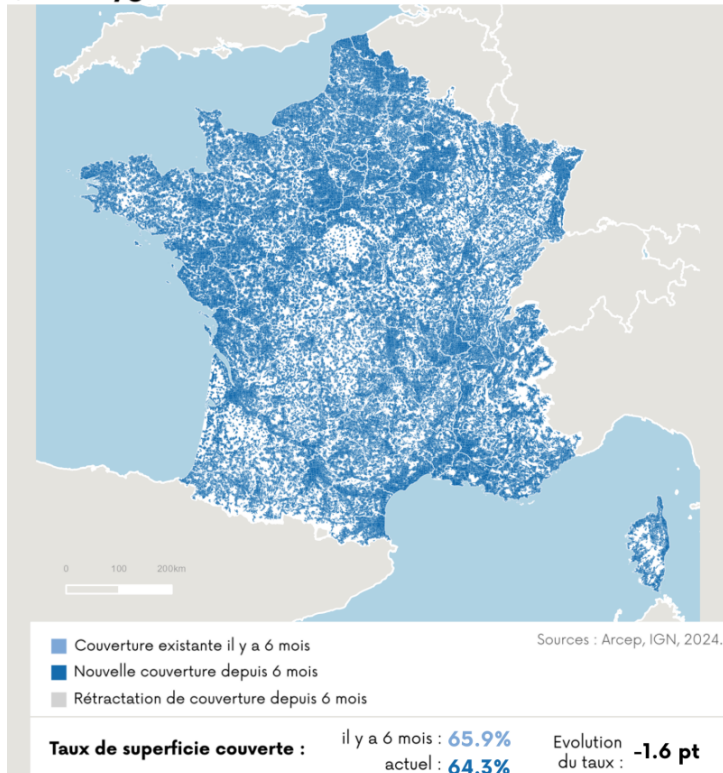 0 100 200km
Couverture existante il y a 6 mois
Sources : Arcep, IGN, 2024.
Nouvelle couverture depuis 6 mois
Rétractation de couverture depuis 6 mois
Taux de superficie couverte :
il y a 6 mois : 65.9%
actuel : 64.3%
Evolution
du taux :
-1.6 pt